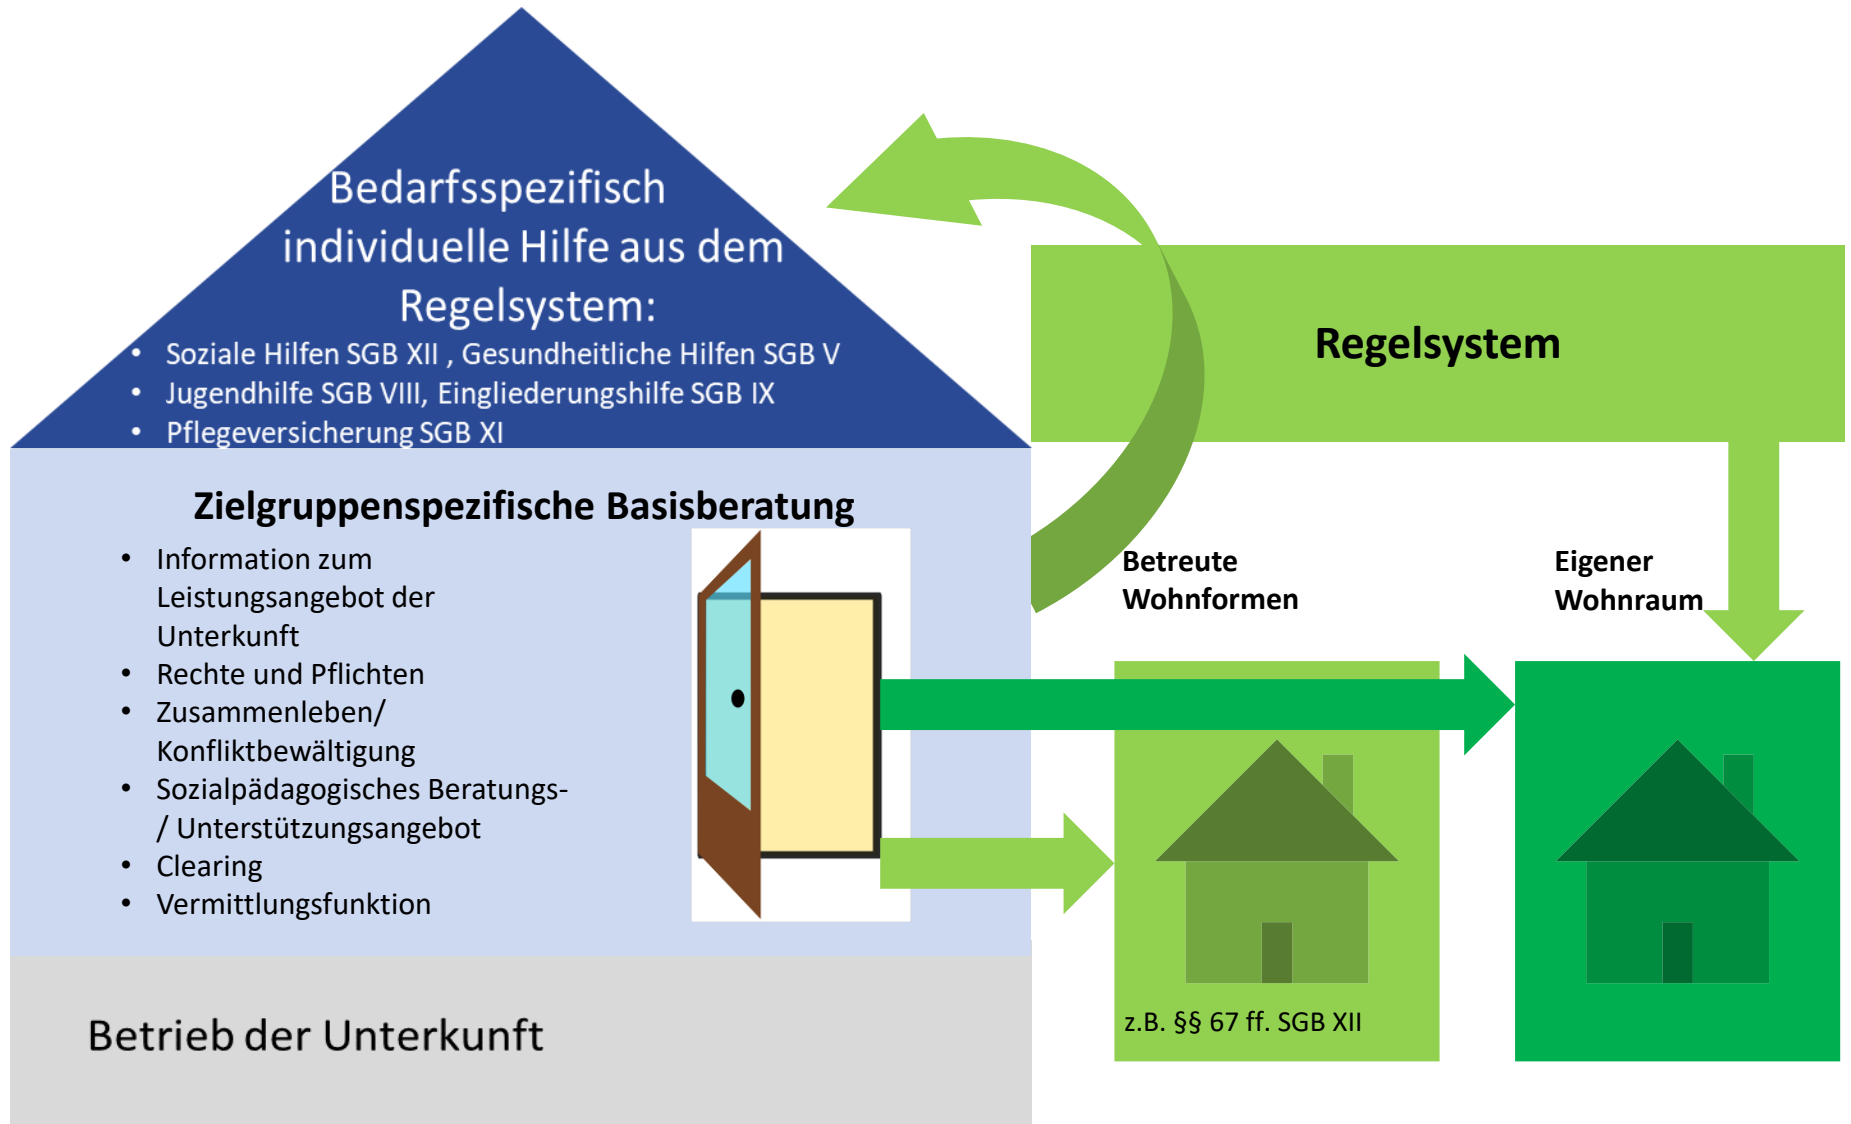 Bedarfsspezifisch
individuelle Hilfe aus dem
Regelsystem:
• Soziale Hilfen SGB XII , Gesundheitliche Hilfen SGB V
• Jugendhilfe SGB VIII, Eingliederungshilfe SGB IX
• Pflegeversicherung SGB XI
Regelsystem
Zielgruppenspezifische Basisberatung
• Information zum
Leistungsangebot der
Unterkunft
• Rechte und Pflichten
• Zusammenleben/
Konfliktbewältigung
• Sozialpädagogisches Beratungs-
/ Unterstützungsangebot
• Clearing
• Vermittlungsfunktion
Betreute
Wohnformen
Eigener
Wohnraum
z.B. §§ 67 ff. SGB XII
Betrieb der Unterkunft